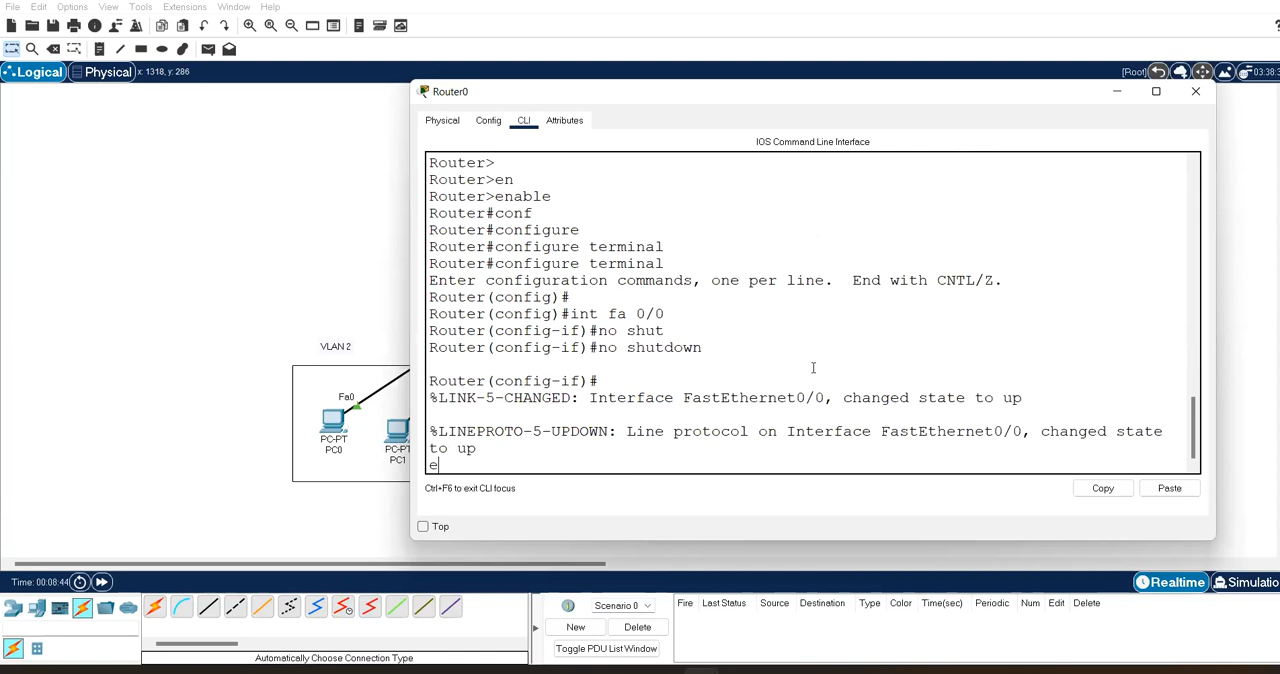 File Edit Options View Tools Extensions Window Help
?
Logical Physical x: 1318, y: 286
[Root] 03:38:3
Router0
Physical Config CLI Attributes
IOS Command Line Interface
Router>
Router>en
Router>enable
Router#conf
Router#configure
Router#configure terminal
Router#configure terminal
Enter configuration commands, one per line. End with CNTL/Z.
Router(config)#
Router(config)#int fa 0/0
Router(config-if)#no shut
Router(config-if)#no shutdown
Router(config-if)#
%LINK-5-CHANGED: Interface FastEthernet0/0, changed state to up
%LINEPROTO-5-UPDOWN: Line protocol on Interface FastEthernet0/0, changed state
to up
e
Ctrl+F6 to exit CLI focus
Copy Paste
Top
VLAN 2
Fa0
PC-PT
PC0
PC-PT
PC1
Time: 00:08:44
Realtime Simulatio
Scenario 0
New Delete
Toggle PDU List Window
Fire Last Status Source Destination Type Color Time(sec) Periodic Num Edit Delete
Automatically Choose Connection Type